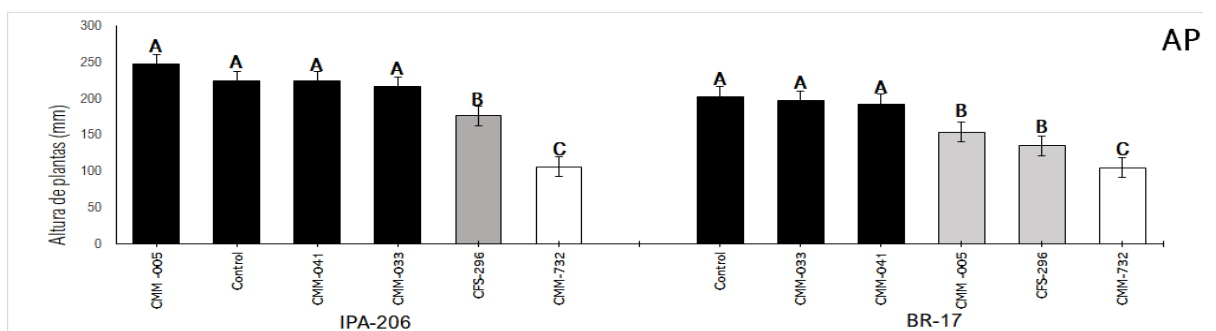 AP
Altura de plantas (mm)
300
250
200
150
100
50
0
A
A
A
A
B
C
A
A
A
B
B
C
CMM -005
Control
CMM-041
CMM-033
CFS-296
CMM-732
Control
CMM-033
CMM-041
CMM -005
CFS-296
CMM-732
IPA-206
BR-17